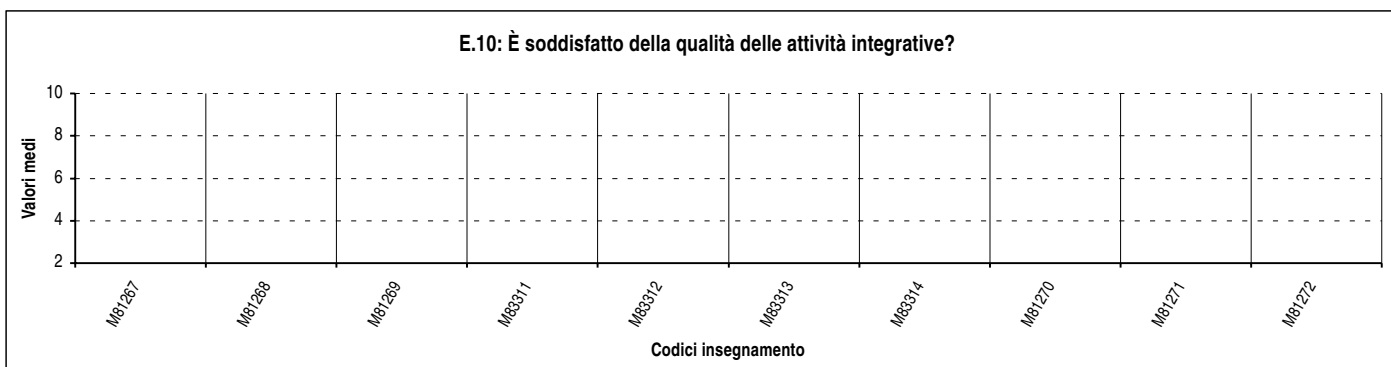 E.10: È soddisfatto della qualità delle attività integrative?
Valori medi
10
8
6
4
2
M81267 M81268 M81269 M83311 M83312 M83313 M83314 M81270 M81271 M81272
Codici insegnamento